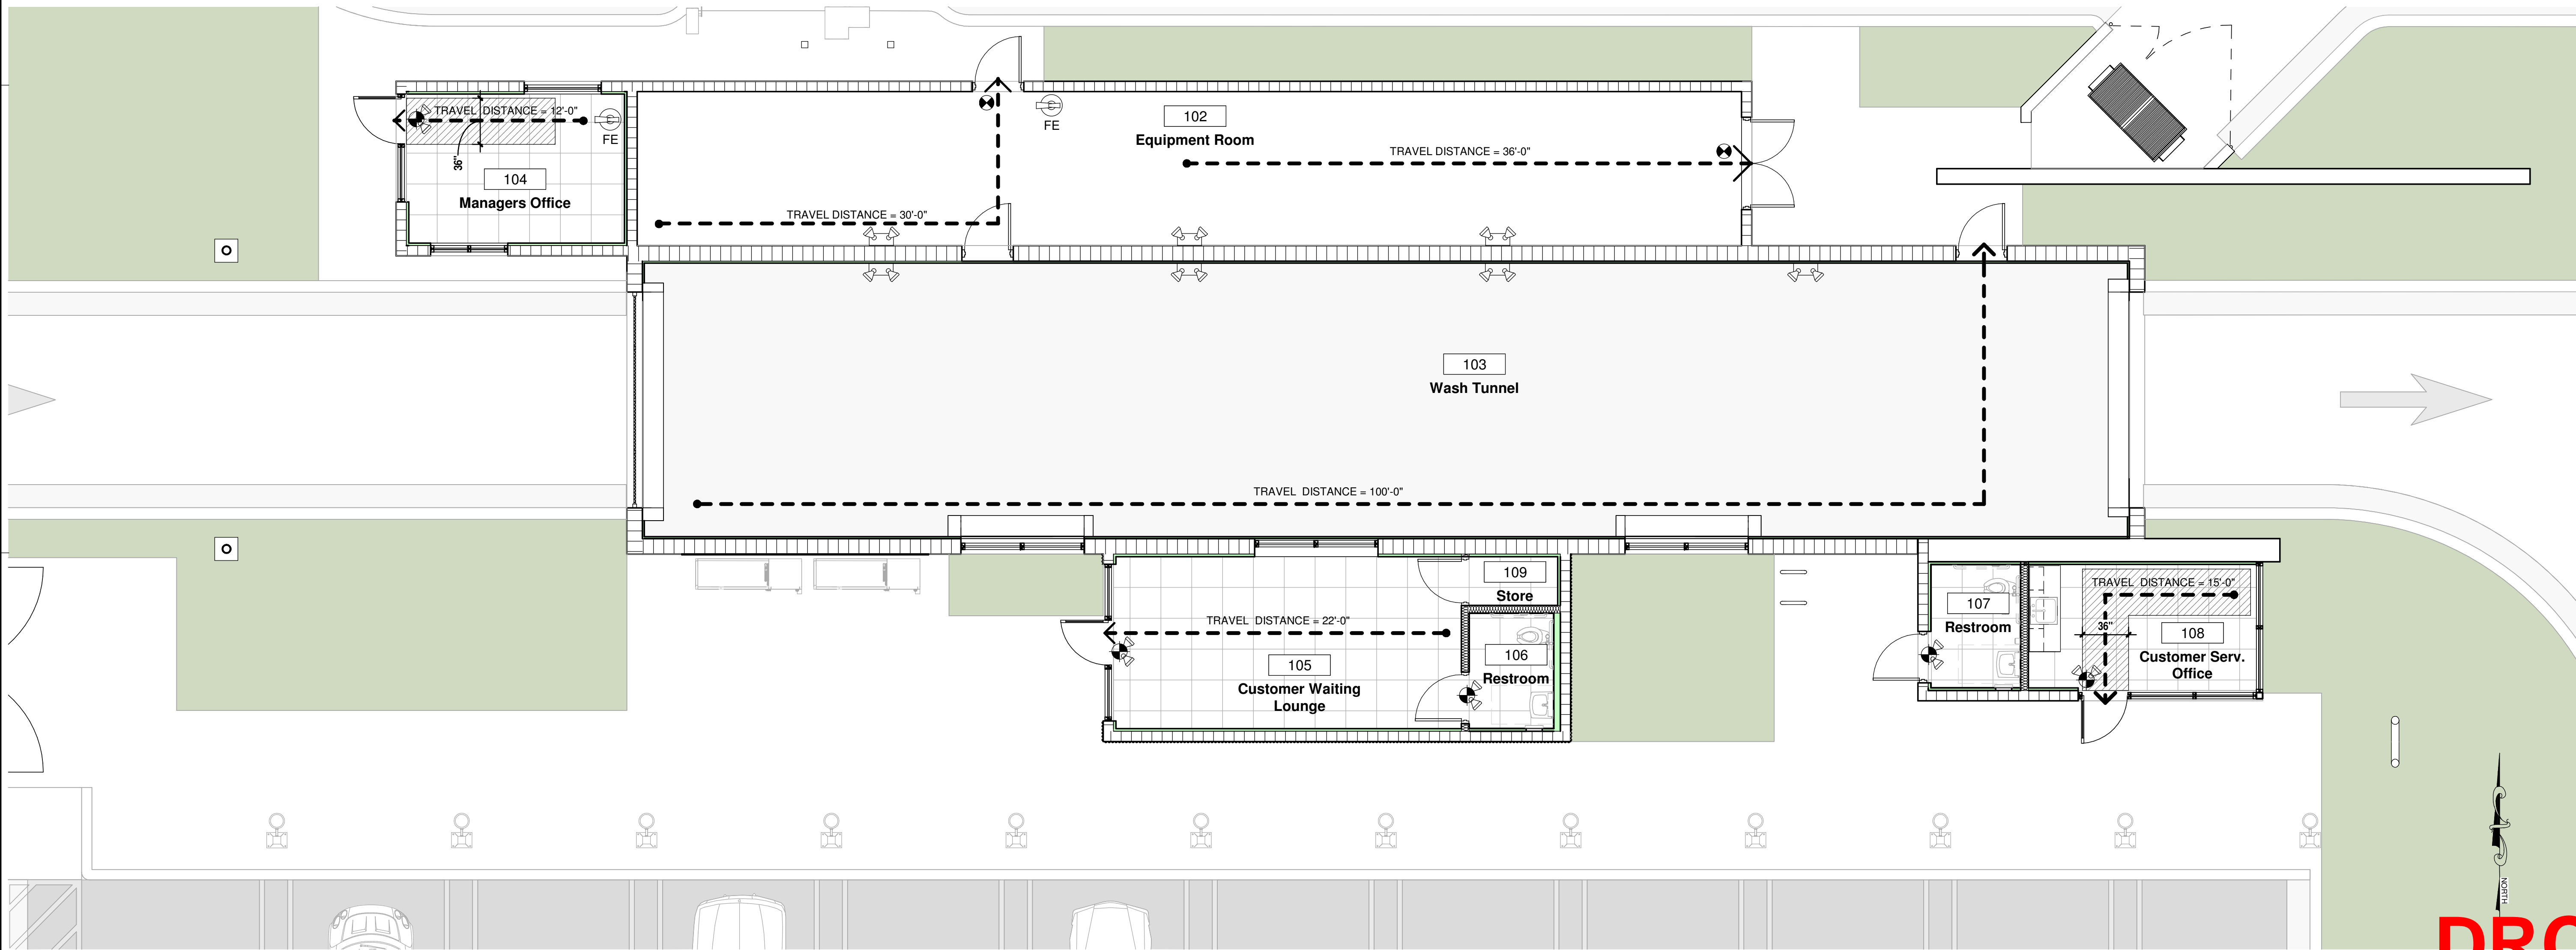 TRAVEL DISTANCE = 12'-0"
FE
36"
104
Managers Office
FE
102
Equipment Room
TRAVEL DISTANCE = 36'-0"
TRAVEL DISTANCE = 30'-0"
103
Wash Tunnel
TRAVEL DISTANCE = 100'-0"
109
Store
TRAVEL DISTANCE = 22'-0"
105
Customer Waiting
Lounge
106
Restroom
107
Restroom
TRAVEL DISTANCE = 15'-0"
36"
108
Customer Serv.
Office
NORTH